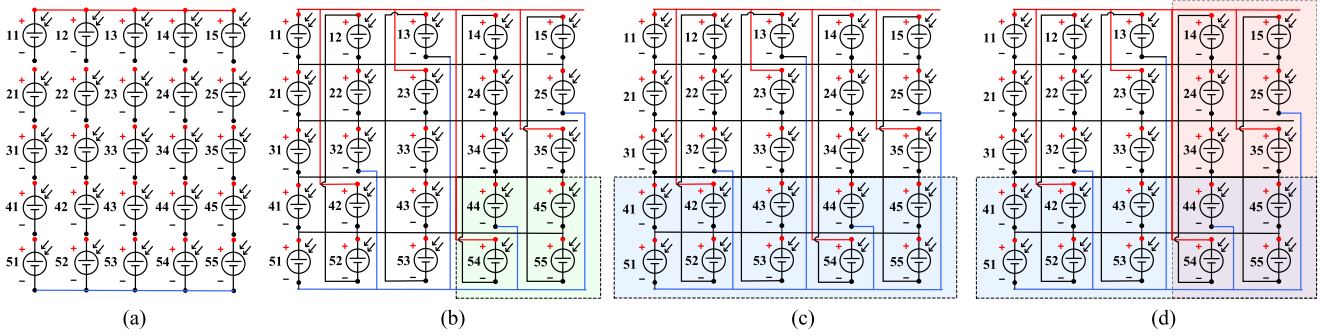 + + + + +
11 12 13 14 15
− − − − −
+ + + + +
21 22 23 24 25
− − − − −
+ + + + +
31 32 33 34 35
− − − − −
+ + + + +
41 42 43 44 45
− − − − −
+ + + + +
51 52 53 54 55
− − − − −
(a)
+ + + + +
11 12 13 14 15
− − − − −
+ + + + +
21 22 23 24 25
− − − − −
+ + + + +
31 32 33 34 35
− − − − −
+ + + + +
41 42 43 44 45
− − − − −
+ + + + +
51 52 53 54 55
− − − − −
(b)
+ + + + +
11 12 13 14 15
− − − − −
+ + + + +
21 22 23 24 25
− − − − −
+ + + + +
31 32 33 34 35
− − − − −
+ + + + +
41 42 43 44 45
− − − − −
+ + + + +
51 52 53 54 55
− − − − −
(c)
+ + + + +
11 12 13 14 15
− − − − −
+ + + + +
21 22 23 24 25
− − − − −
+ + + + +
31 32 33 34 35
− − − − −
+ + + + +
41 42 43 44 45
− − − − −
+ + + + +
51 52 53 54 55
− − − − −
(d)